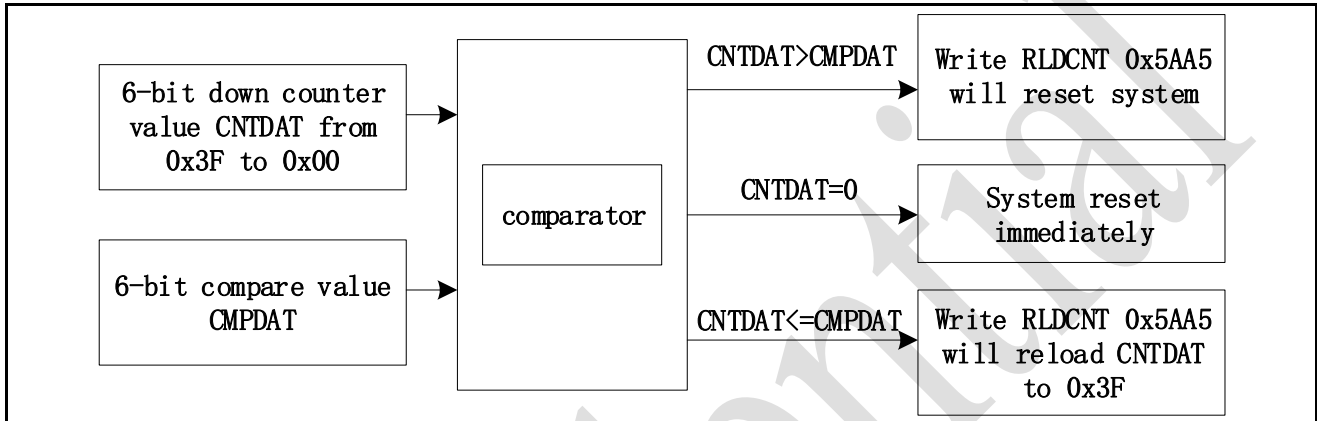 6-bit down counter
value CNTDAT from
0x3F to 0x00
6-bit compare value
CMPDAT
comparator
CNTDAT>CMPDAT
Write RLDCNT 0x5AA5
will reset system
CNTDAT=0
System reset
immediately
CNTDAT<=CMPDAT
Write RLDCNT 0x5AA5
will reload CNTDAT
to 0x3F